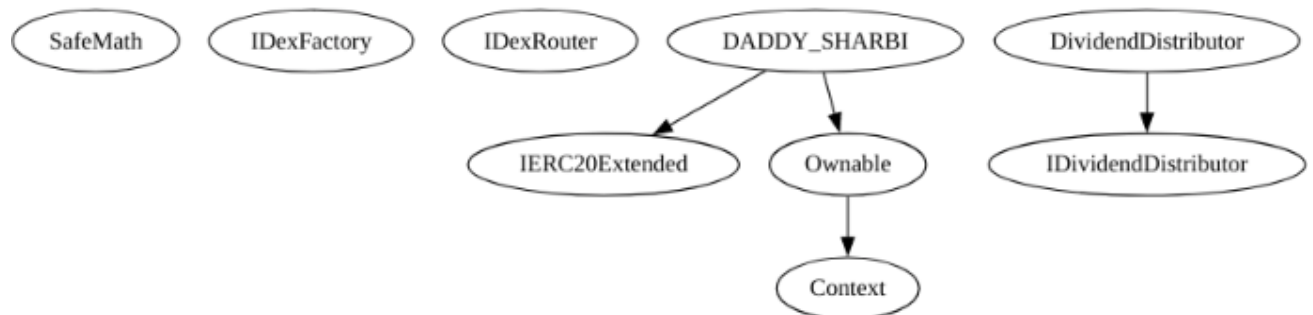 SafeMath
IDexFactory
IDexRouter
DADDY_SHARBI
DividendDistributor
IERC20Extended
Ownable
IDividendDistributor
Context